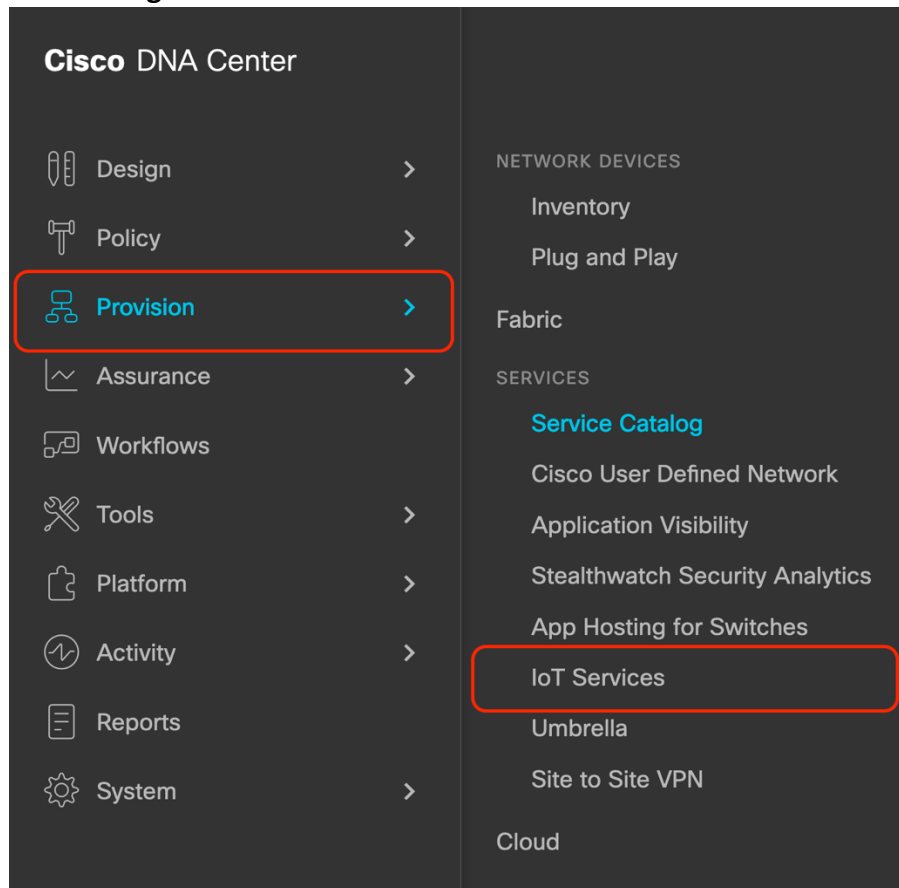 Cisco DNA Center
Design
Policy
Provision
Assurance
Workflows
Tools
Platform
Activity
Reports
System
NETWORK DEVICES
Inventory
Plug and Play
Fabric
SERVICES
Service Catalog
Cisco User Defined Network
Application Visibility
Stealthwatch Security Analytics
App Hosting for Switches
IoT Services
Umbrella
Site to Site VPN
Cloud